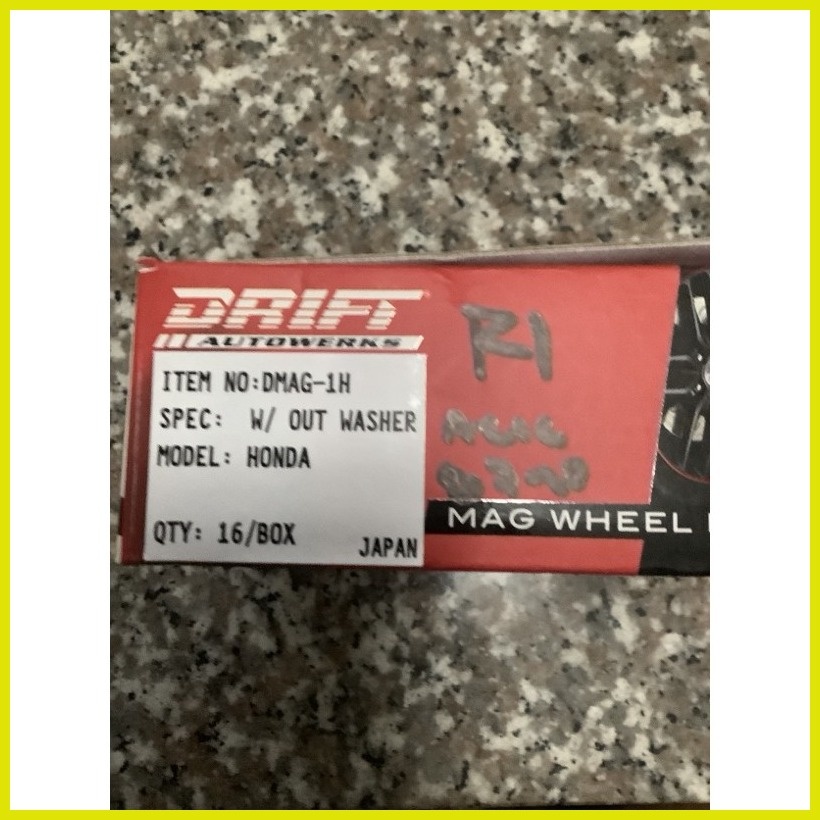 DRIFT
AUTOWERKS
ITEM NO:DMAG-1H
SPEC: W/ OUT WASHER
MODEL: HONDA
QTY: 16/BOX
JAPAN
R1
MAG WHEEL